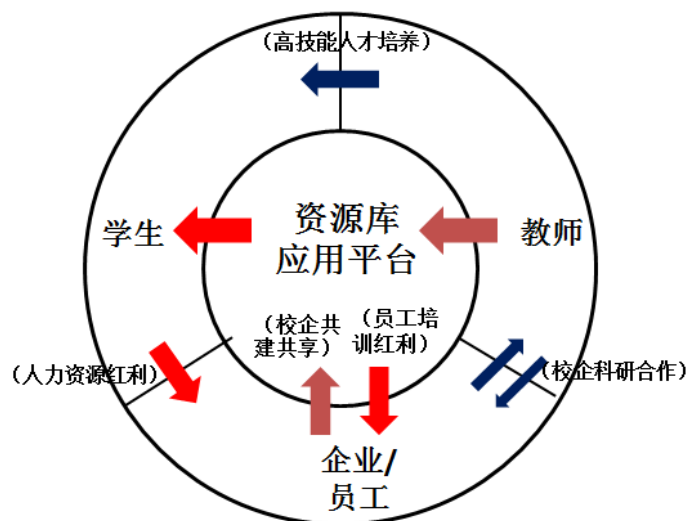 （高技能人才培养）
学生
资源库
应用平台
教师
（校企共
建共享）
（员工培
训红利）
（人力资源红利）
（校企科研合作）
企业/
员工